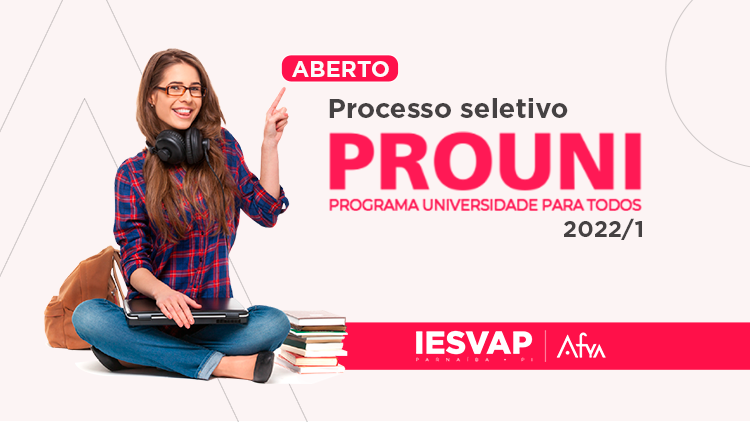 ABERTO
Processo seletivo
PROUNI
PROGRAMA UNIVERSIDADE PARA TODOS
2022/1
IESVAP
PARNAÍBA - PI
Afya